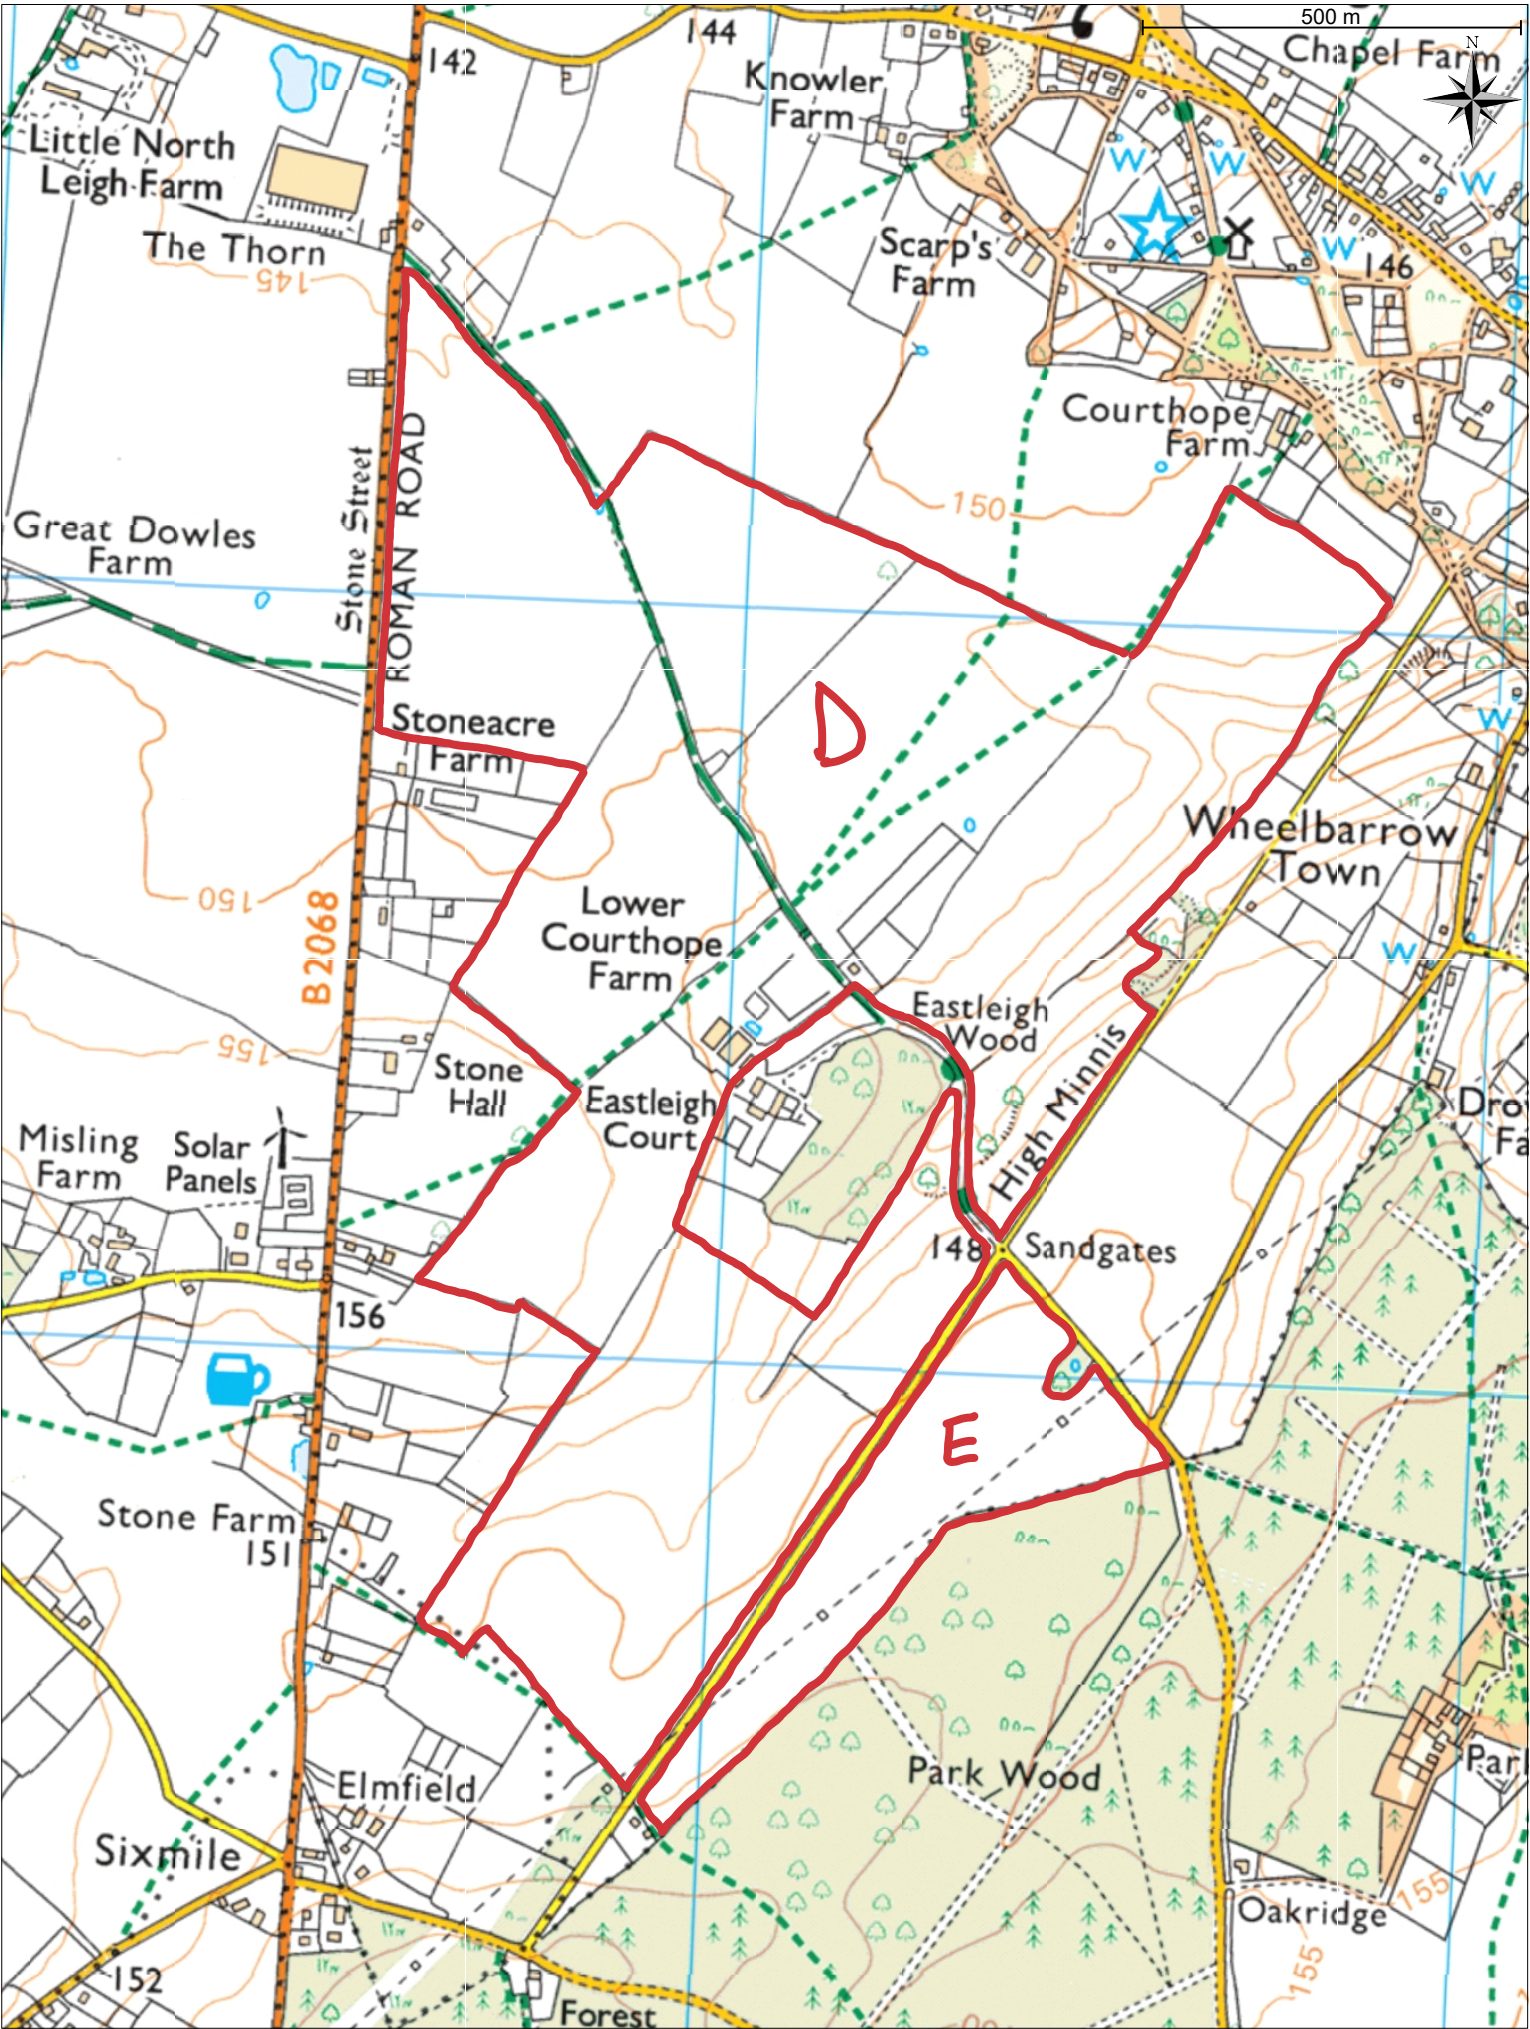 500 m
N
142
144
Chapel Farm
Knowler
Farm
Little North
Leigh Farm
W
W
W
The Thorn
145
Scarp's
Farm
W
146
Courthope
Farm
Stone Street
ROMAN ROAD
150
Great Dowles
Farm
D
Stoneacre
Farm
W
Wheelbarrow
Town
150
B2068
Lower
Courthope
Farm
W
155
Eastleigh
Wood
Stone
Hall
Eastleigh
Court
High Minnis
Misling
Farm
Solar
Panels
148
Sandgates
156
E
Stone Farm
151
Park Wood
Elmfield
Sixmile
Oakridge
155
155
152
Forest